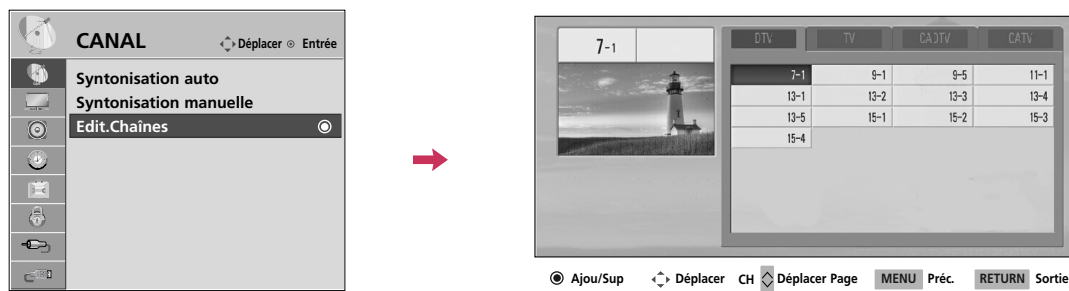 CANAL
Déplacer Entrée
Syntonisation auto
Syntonisation manuelle
Edit.Chaînes
7-1
DTV TV CADTV CATV
7-1 9-1 9-5 11-1
13-1 13-2 13-3 13-4
13-5 15-1 15-2 15-3
15-4
Ajou/Sup Déplacer CH Déplacer Page MENU Préc. RETURN Sortie